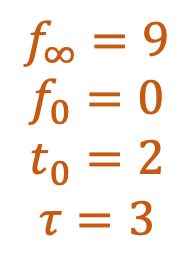 f∞ = 9
f₀ = 0
t₀ = 2
τ = 3